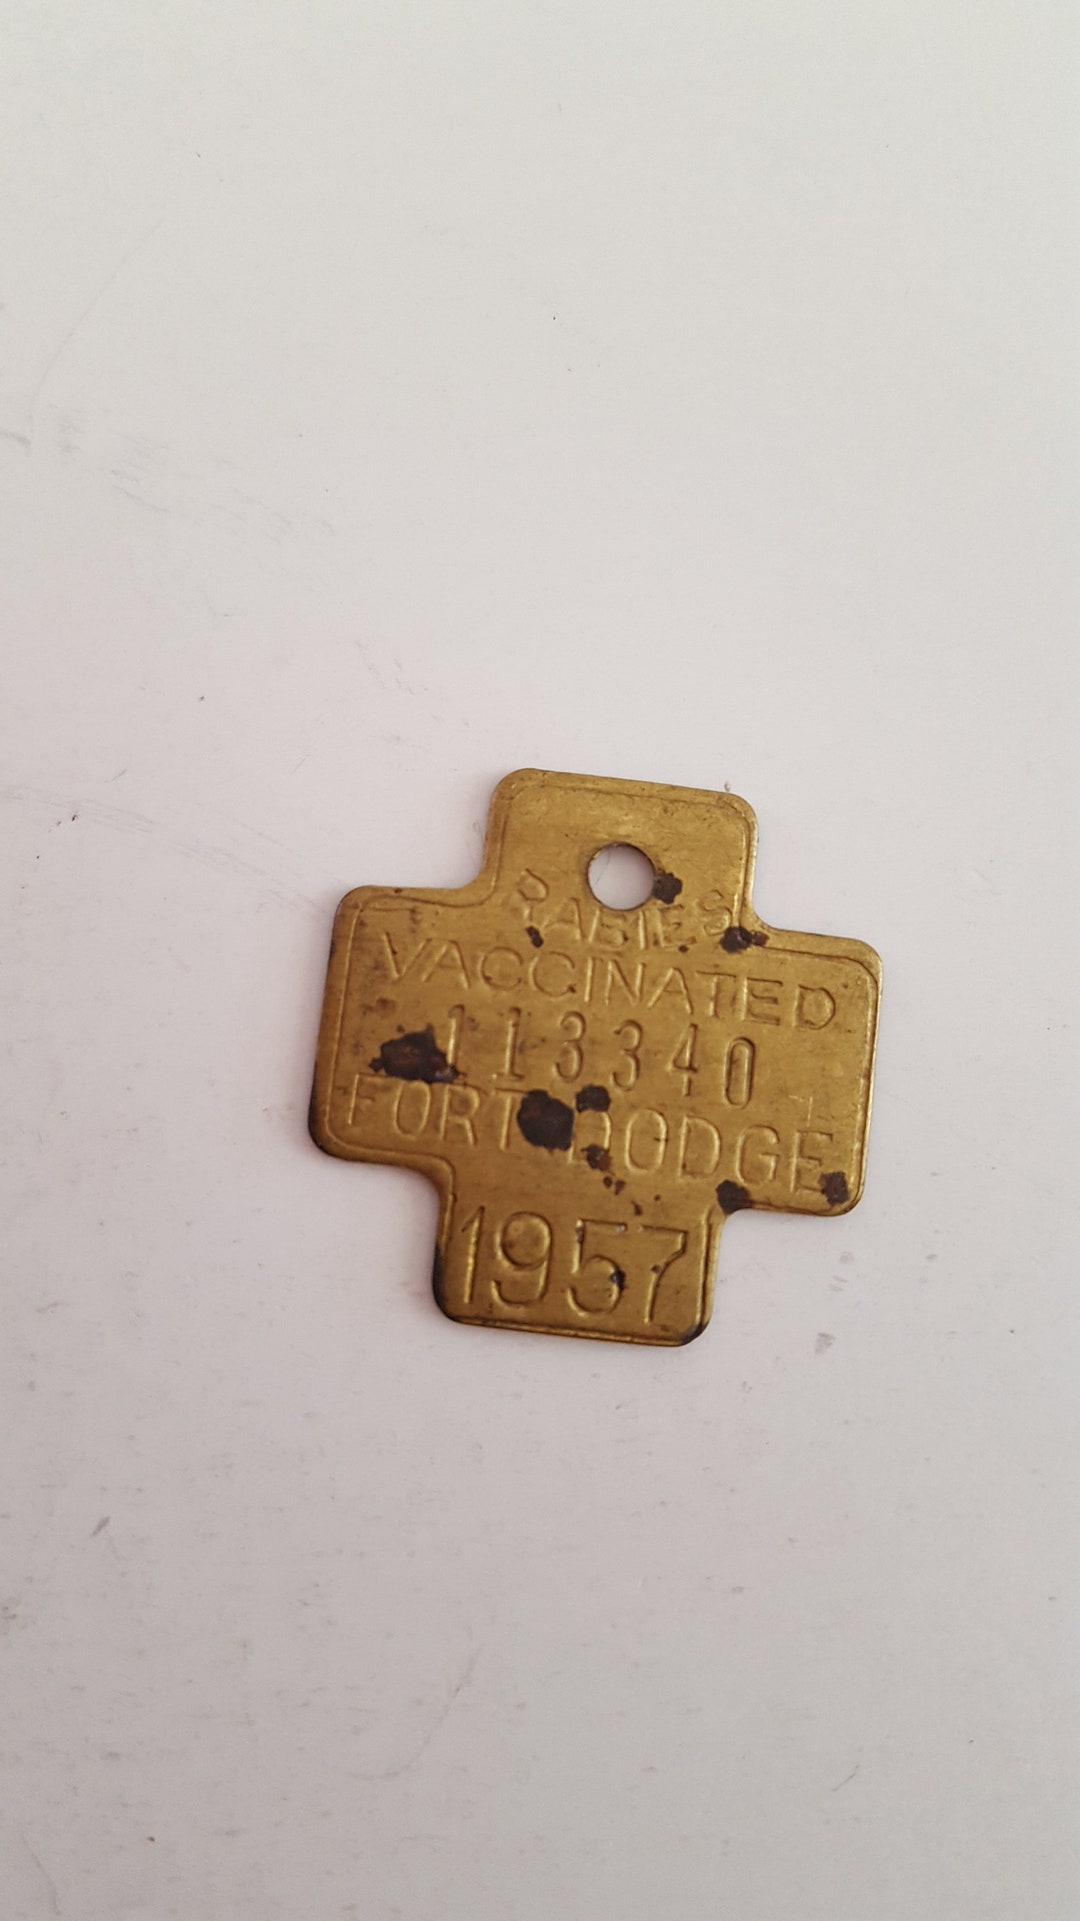 RABIES
VACCINATED
113340
FORT DODGE
1957